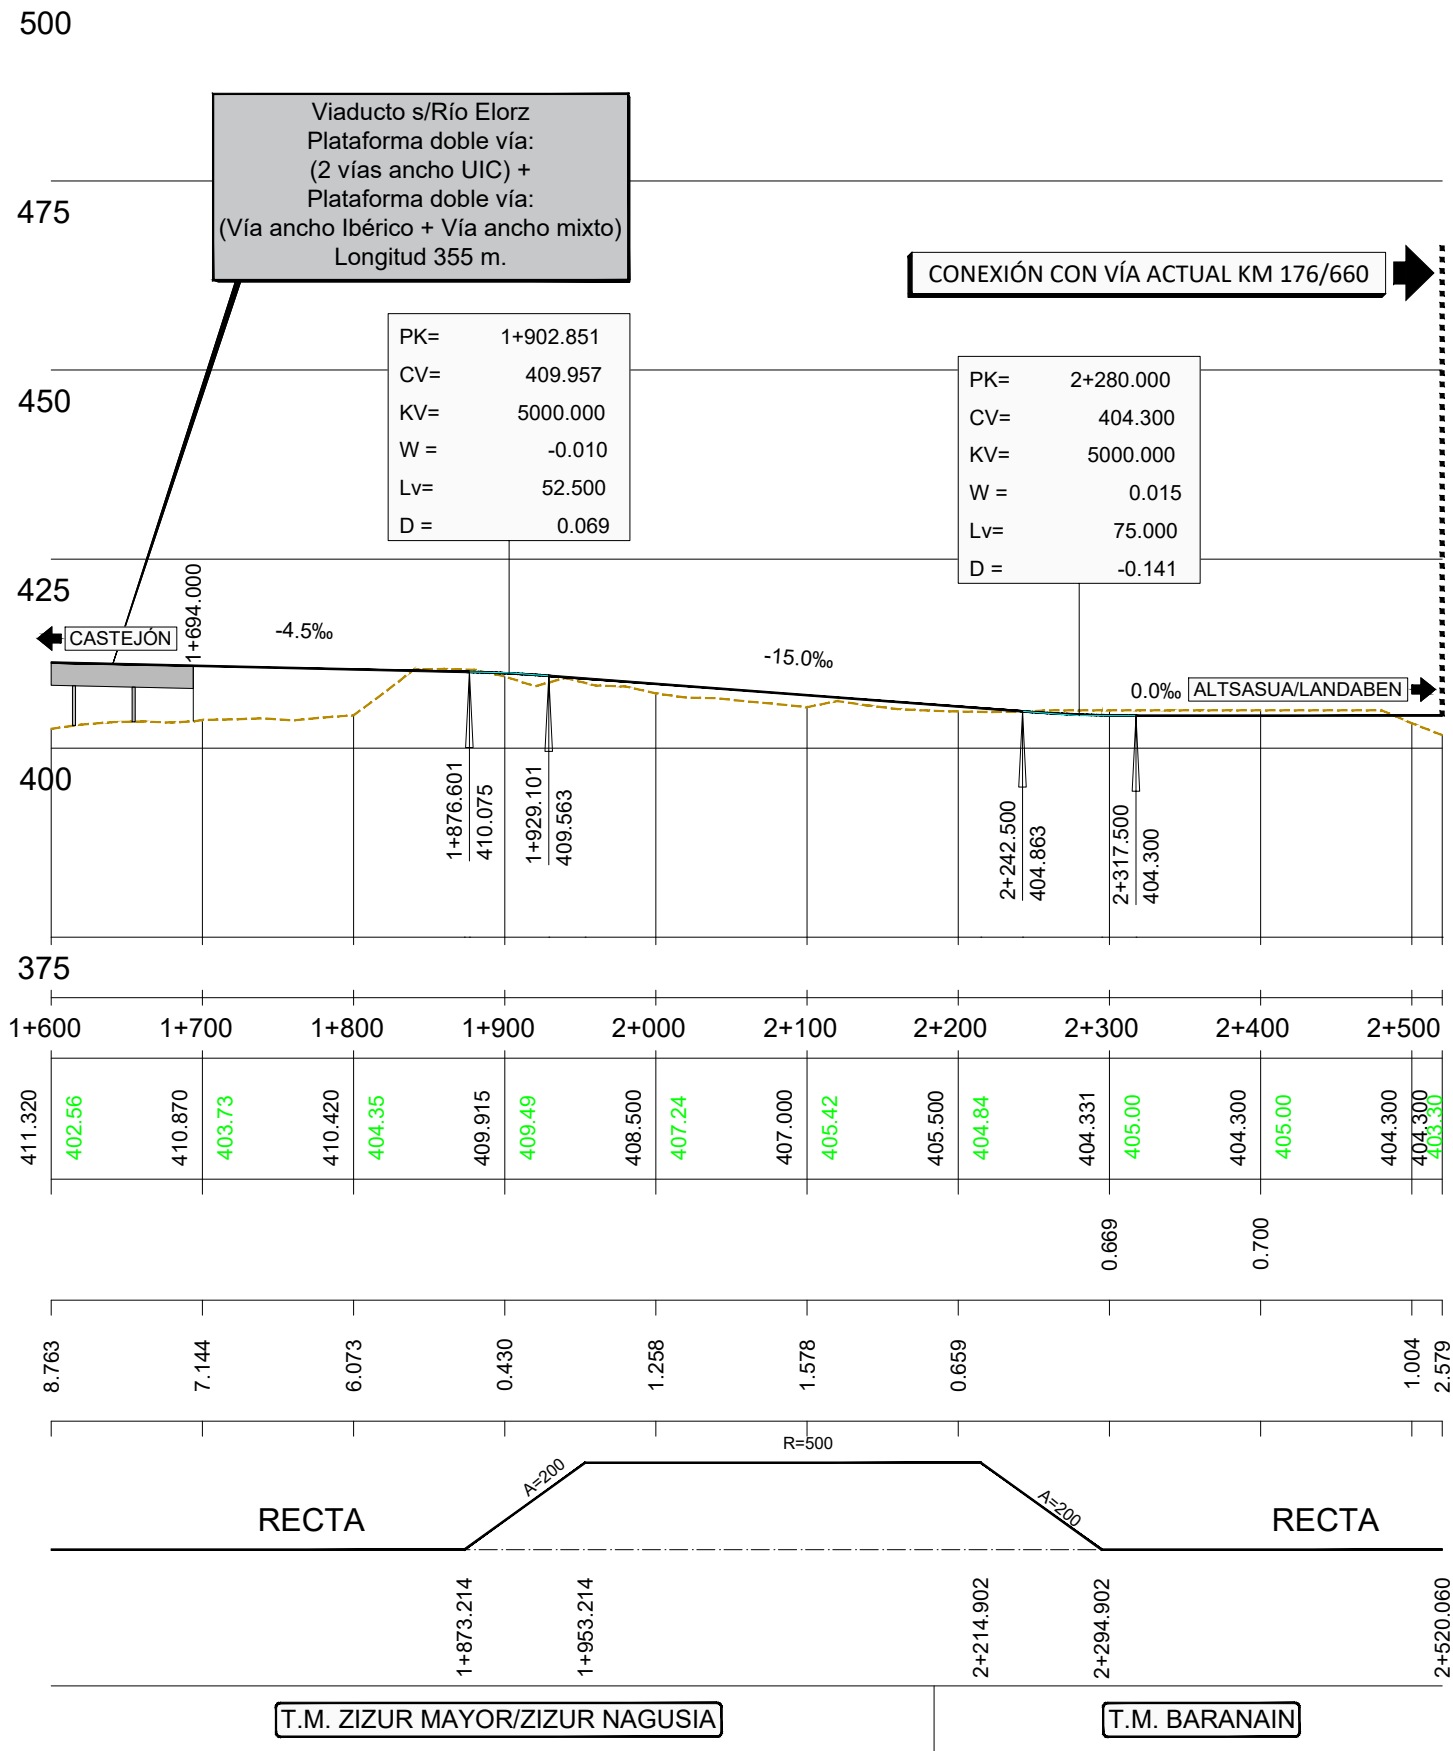 500
Viaducto s/Río Elorz
Plataforma doble vía:
(2 vías ancho UIC) +
Plataforma doble vía:
(Vía ancho Ibérico + Vía ancho mixto)
Longitud 355 m.
475
CONEXIÓN CON VÍA ACTUAL KM 176/660
PK= 1+902.851
CV= 409.957
KV= 5000.000
W = -0.010
Lv= 52.500
D = 0.069
PK= 2+280.000
CV= 404.300
KV= 5000.000
W = 0.015
Lv= 75.000
D = -0.141
450
425
CASTEJÓN
1+694.000
-4.5‰
-15.0‰
0.0‰
ALTSASUA/LANDABEN
400
1+876.601
410.075
1+929.101
409.563
2+242.500
404.863
2+317.500
404.300
375
1+600 1+700 1+800 1+900 2+000 2+100 2+200 2+300 2+400 2+500
411.320
402.56
410.870
403.73
410.420
404.35
409.915
409.49
408.500
407.24
407.000
405.42
405.500
404.84
404.331
405.00
404.300
405.00
404.300
404.300
403.30
0.669
0.700
8.763
7.144
6.073
0.430
1.258
1.578
0.659
1.004
2.579
RECTA
A=200
R=500
A=200
RECTA
1+873.214
1+953.214
2+214.902
2+294.902
2+520.060
T.M. ZIZUR MAYOR/ZIZUR NAGUSIA
T.M. BARANAIN